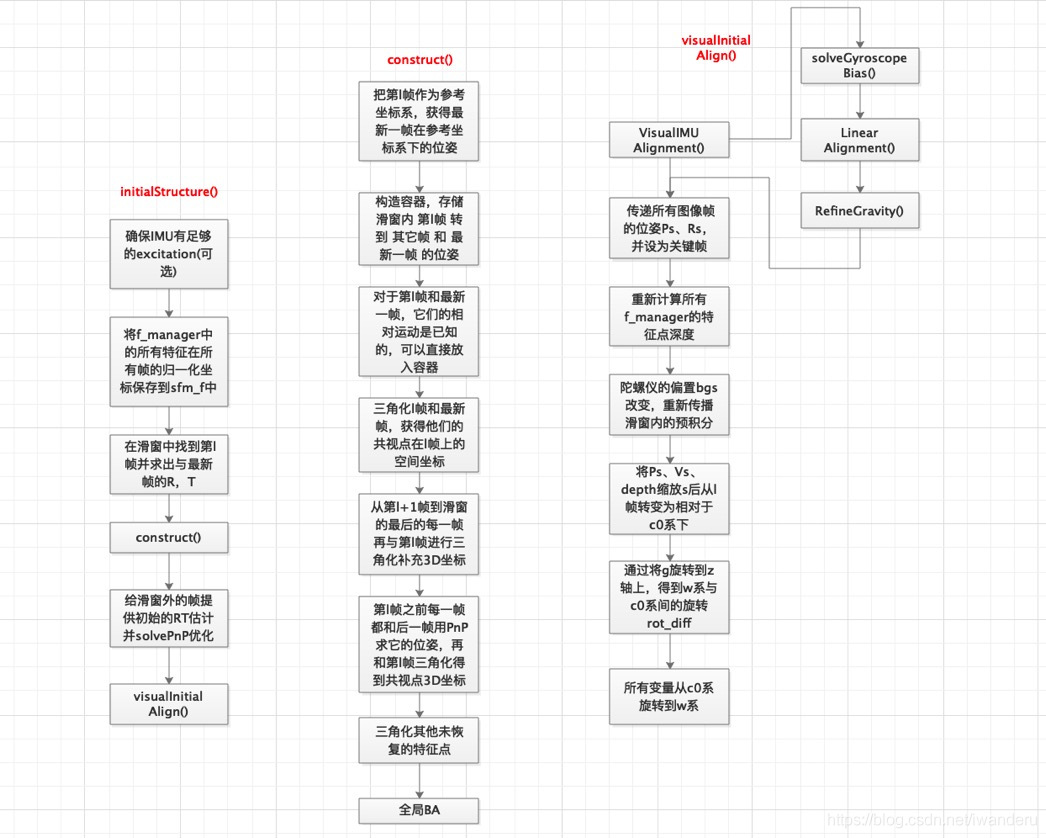 initialStructure()
确保IMU有足够
的excitation(可
选)
将f_manager中
的所有特征在所
有帧的归一化坐
标保存到sfm_f中
在滑窗中找到第l
帧并求出与最新
帧的R，T
construct()
给滑窗外的帧提
供初始的RT估计
并solvePnP优化
visualInitial
Align()
construct()
把第l帧作为参考
坐标系，获得最
新一帧在参考坐
标系下的位姿
构造容器，存储
滑窗内 第l帧 转
到 其它帧 和 最
新一帧 的位姿
对于第l帧和最新
一帧，它们的相
对运动是已知
的，可以直接放
入容器
三角化l帧和最新
帧，获得他们的
共视点在l帧上的
空间坐标
从第l+1帧到滑窗
的最后的每一帧
再与第l帧进行三
角化补充3D坐标
第l帧之前每一帧
都和后一帧用PnP
求它的位姿，再
和第l帧三角化得
到共视点3D坐标
三角化其他未恢
复的特征点
全局BA
visualInitial
Align()
VisualIMU
Alignment()
传递所有图像帧
的位姿Ps、Rs，
并设为关键帧
重新计算所有
f_manager的特
征点深度
陀螺仪的偏置bgs
改变，重新传播
滑窗内的预积分
将Ps、Vs、
depth缩放s后从l
帧转变为相对于
c0系下
通过将g旋转到z
轴上，得到w系与
c0系间的旋转
rot_diff
所有变量从c0系
旋转到w系
solveGyroscope
Bias()
Linear
Alignment()
RefineGravity()
https://blog.csdn.net/iwanderu